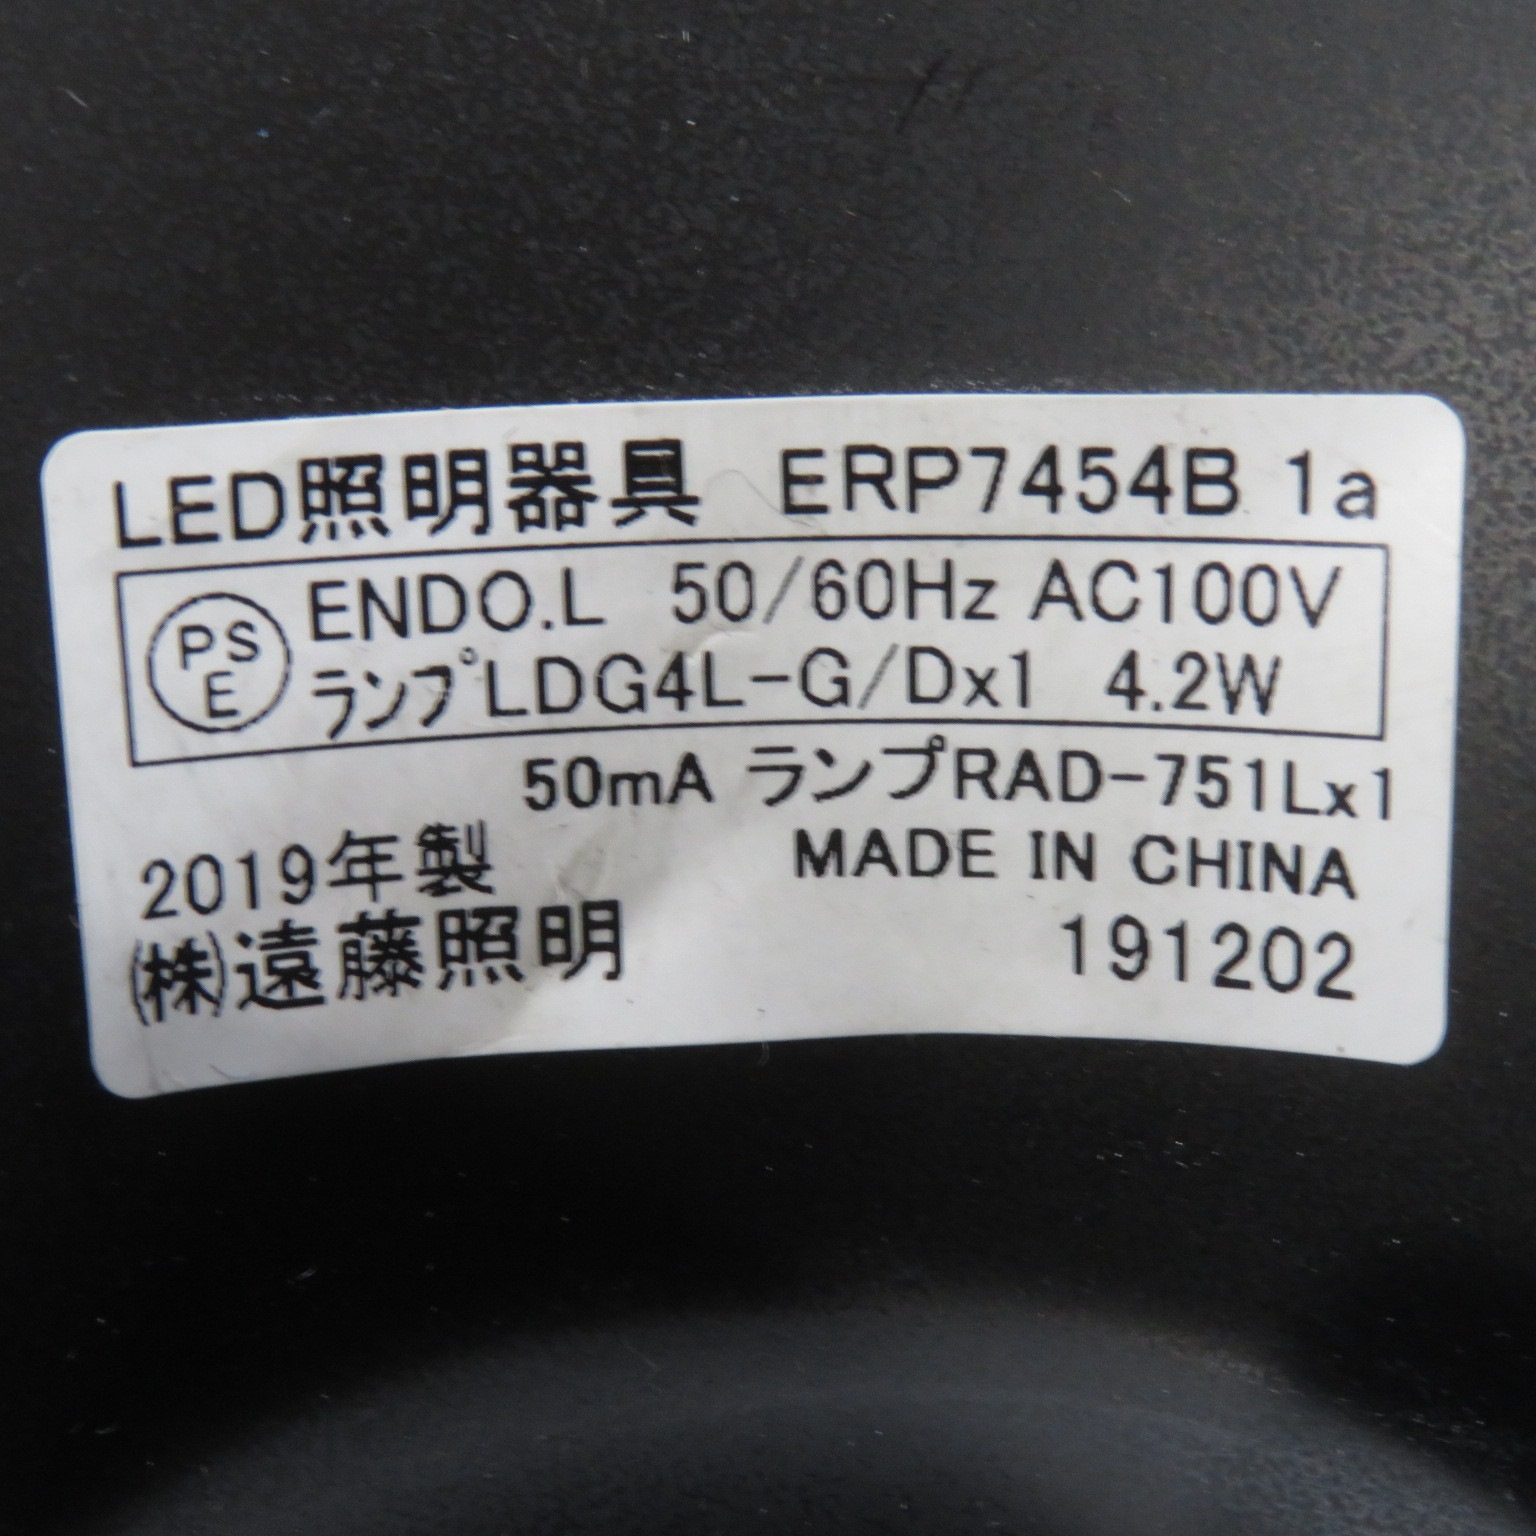 LED照明器具 ERP7454B 1a
PS
E
ENDO.L 50/60Hz AC100V
ランプLDG4L-G/Dx1 4.2W
50mA ランプRAD-751Lx1
2019年製 MADE IN CHINA
(株)遠藤照明 191202